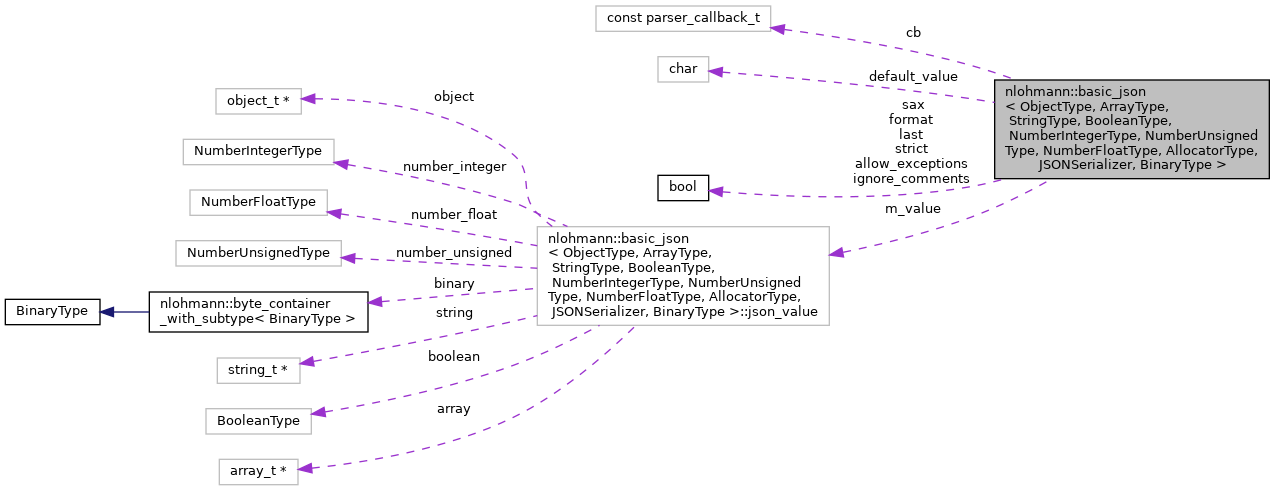 const parser_callback_t
cb
char
default_value
nlohmann::basic_json
< ObjectType, ArrayType,
StringType, BooleanType,
NumberIntegerType, NumberUnsigned
Type, NumberFloatType, AllocatorType,
JSONSerializer, BinaryType >
object_t *
object
sax
format
last
strict
allow_exceptions
ignore_comments
bool
NumberIntegerType
number_integer
m_value
NumberFloatType
number_float
nlohmann::basic_json
< ObjectType, ArrayType,
StringType, BooleanType,
NumberIntegerType, NumberUnsigned
Type, NumberFloatType, AllocatorType,
JSONSerializer, BinaryType >::json_value
NumberUnsignedType
number_unsigned
binary
BinaryType
nlohmann::byte_container
_with_subtype< BinaryType >
string
string_t *
boolean
BooleanType
array
array_t *